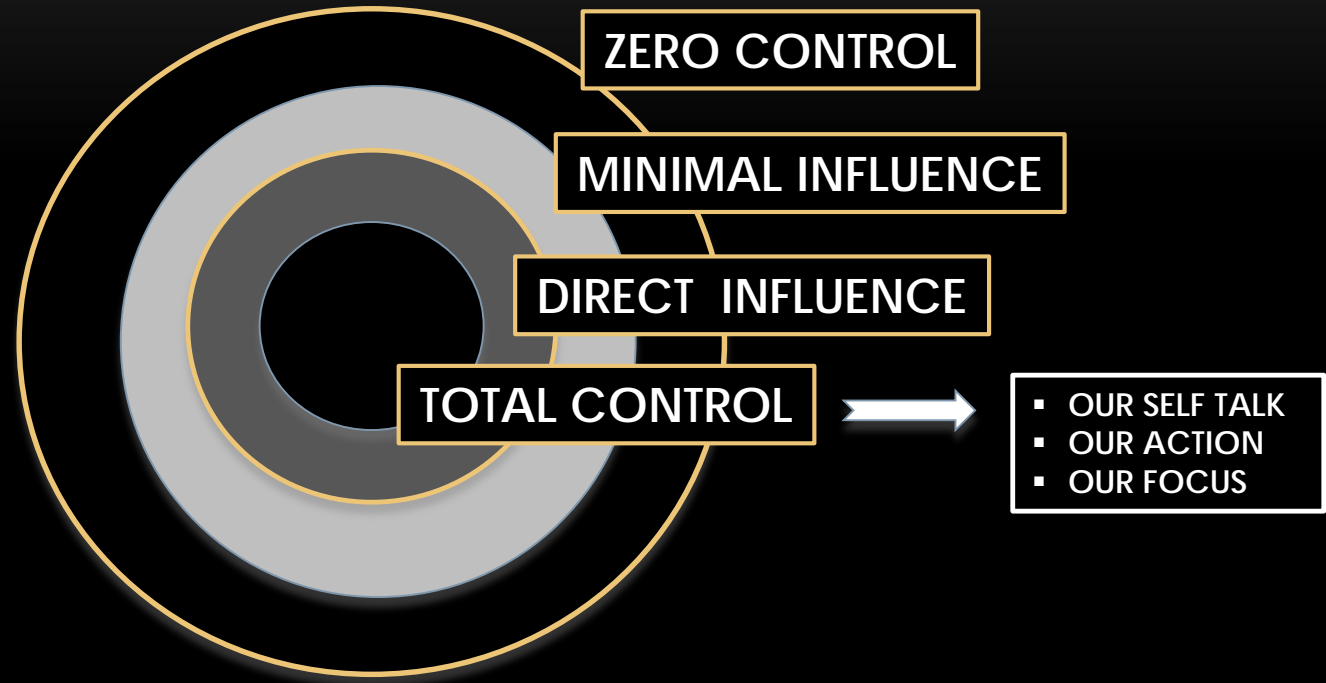 ZERO CONTROL
MINIMAL INFLUENCE
DIRECT INFLUENCE
TOTAL CONTROL
▪ OUR SELF TALK
▪ OUR ACTION
▪ OUR FOCUS